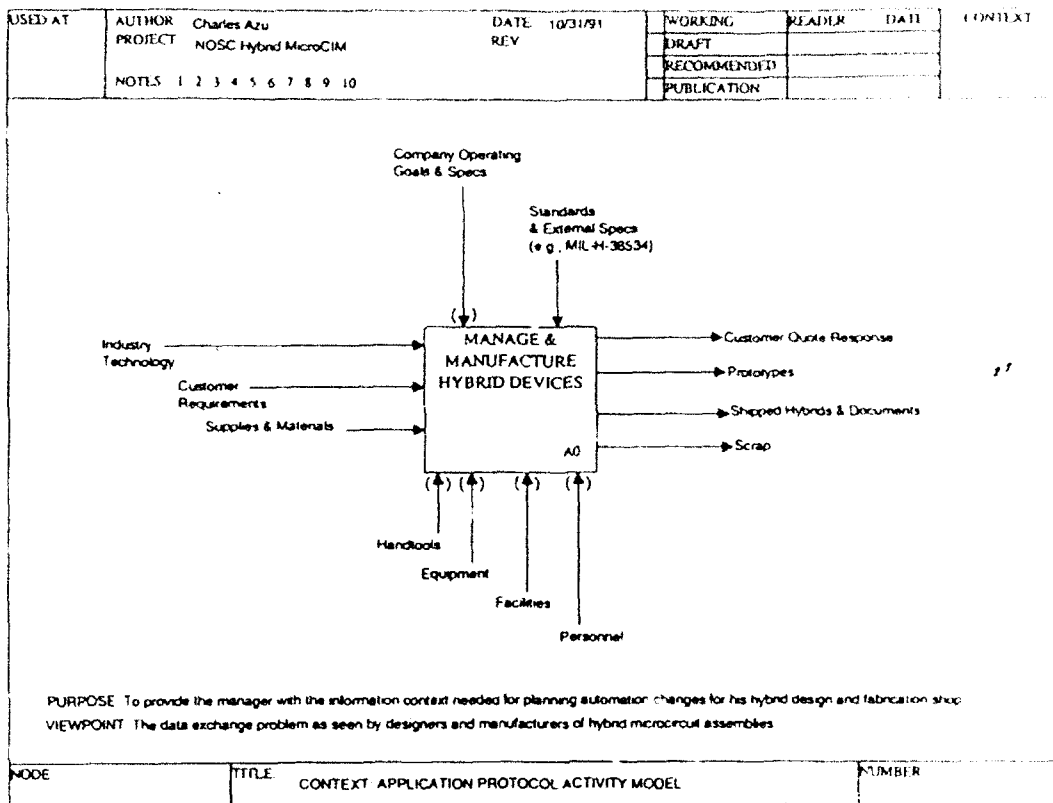 USED AT
AUTHOR Charles Azu
DATE 10/31/91
PROJECT NOSC Hybrid MicroCIM
REV
NOTES 1 2 3 4 5 6 7 8 9 10
WORKING
READER DATE
CONTEXT
DRAFT
RECOMMENDED
PUBLICATION
Company Operating
Goals & Specs
Standards
& External Specs
(e.g., MIL-H-38534)
Industry
Technology
Customer
Requirements
Supplies & Materials
MANAGE &
MANUFACTURE
HYBRID DEVICES
A0
Customer Quote Response
Prototypes
Shipped Hybrids & Documents
Scrap
Handtools
Equipment
Facilities
Personnel
PURPOSE To provide the manager with the information context needed for planning automation changes for his hybrid design and fabrication shop
VIEWPOINT The data exchange problem as seen by designers and manufacturers of hybrid microcircuit assemblies
NODE
TITLE
CONTEXT: APPLICATION PROTOCOL ACTIVITY MODEL
NUMBER